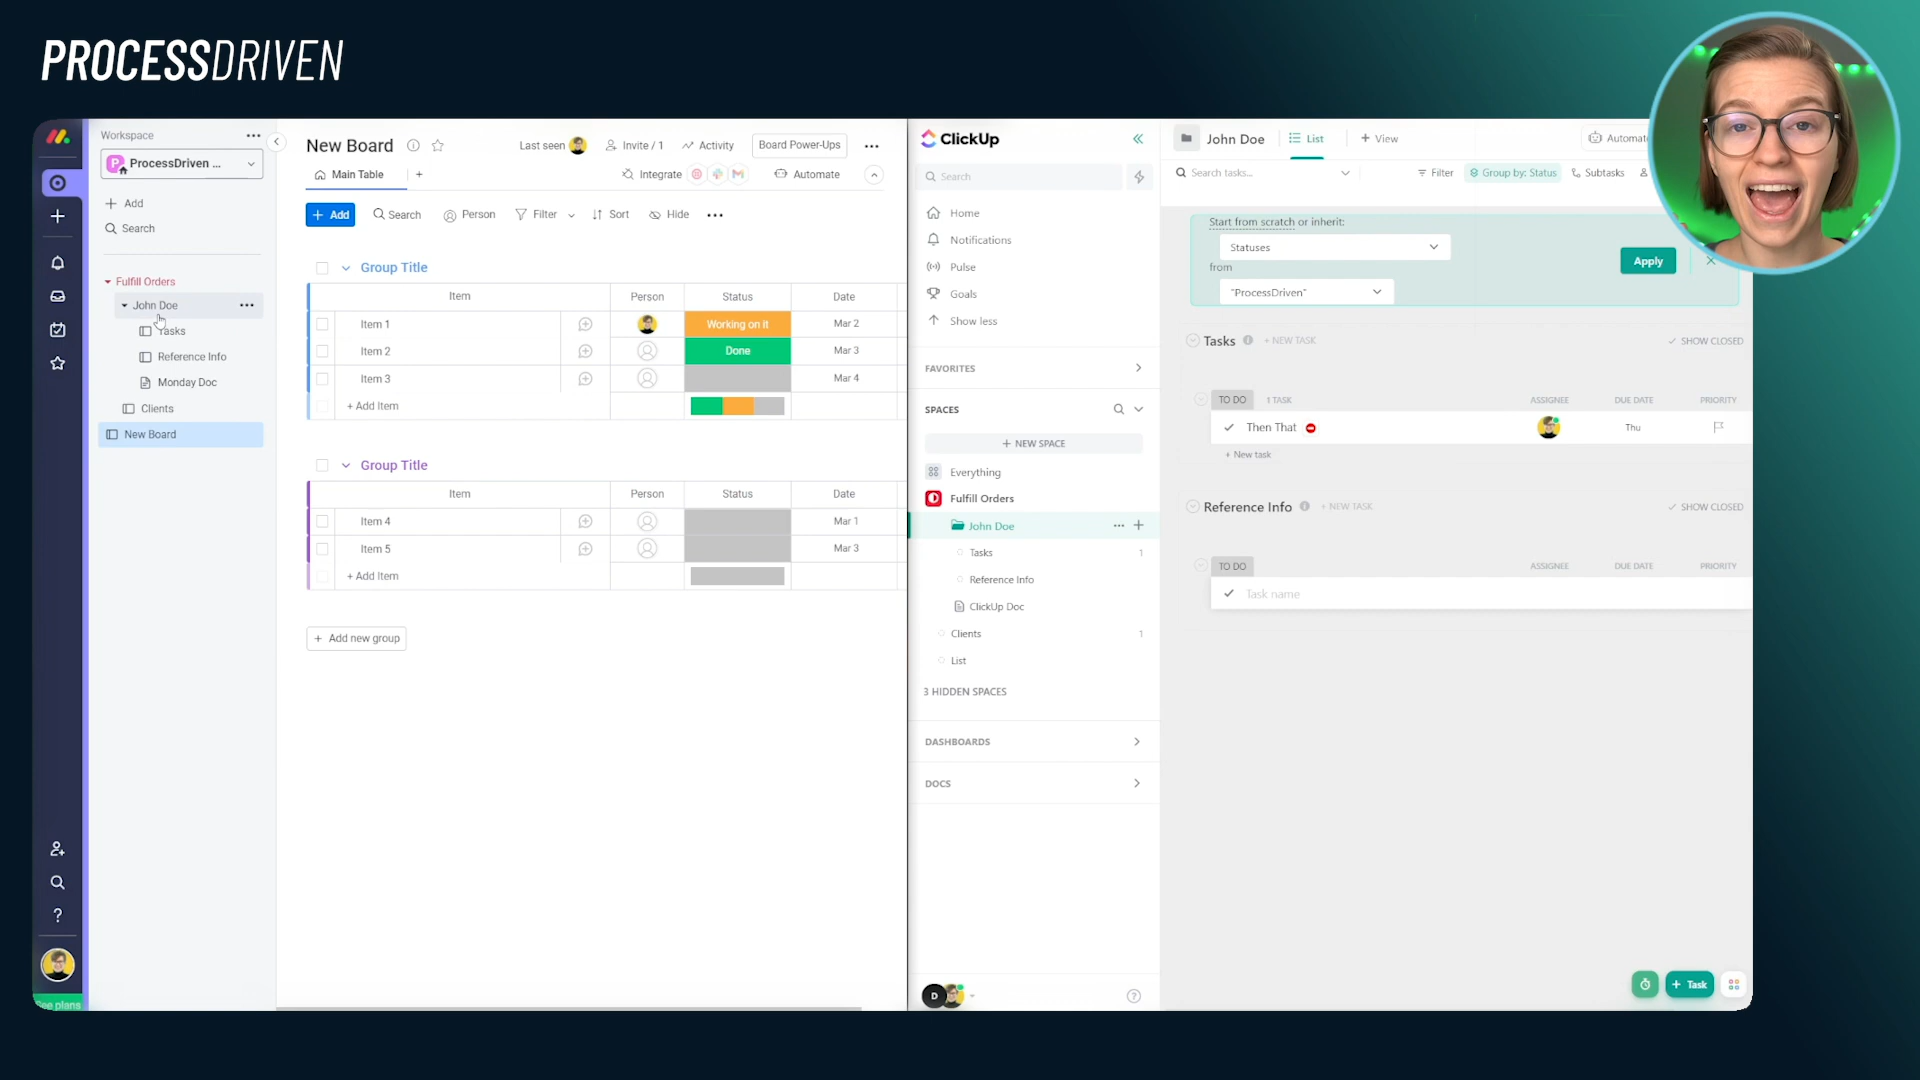 PROCESSDRIVEN
Workspace
ProcessDriven ...
Add
Search
Fulfill Orders
John Doe
Tasks
Reference Info
Monday Doc
Clients
New Board
See plans
New Board
Last seen
Invite / 1
Activity
Board Power-Ups
Main Table
Integrate
Automate
Add
Search
Person
Filter
Sort
Hide
Group Title
Item Person Status Date
Item 1 Working on it Mar 2
Item 2 Done Mar 3
Item 3 Mar 4
+ Add Item
Group Title
Item Person Status Date
Item 4 Mar 1
Item 5 Mar 3
+ Add Item
+ Add new group
ClickUp
Search
Home
Notifications
Pulse
Goals
Show less
FAVORITES
SPACES
+ NEW SPACE
Everything
Fulfill Orders
John Doe
Tasks 1
Reference Info
ClickUp Doc
Clients 1
List
3 HIDDEN SPACES
DASHBOARDS
DOCS
D
John Doe
List
+ View
Automate
Search tasks...
Filter
Group by: Status
Subtasks
Start from scratch or inherit:
Statuses
from
"ProcessDriven"
Apply
Tasks + NEW TASK SHOW CLOSED
TO DO 1 TASK ASSIGNEE DUE DATE PRIORITY
Then That Thu
+ New task
Reference Info + NEW TASK SHOW CLOSED
TO DO ASSIGNEE DUE DATE PRIORITY
Task name
+ Task